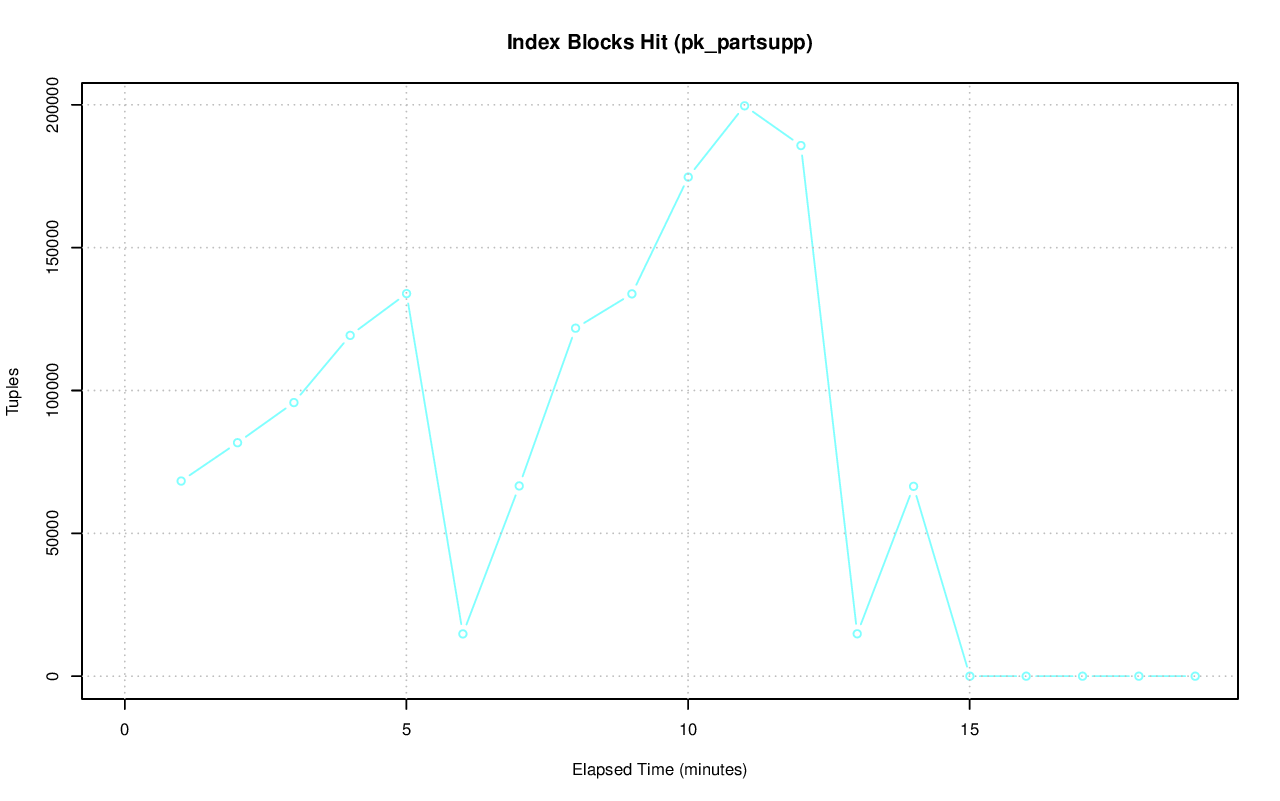 Index Blocks Hit (pk_partsupp)
200000
150000
100000
50000
0
Tuples
0 5 10 15
Elapsed Time (minutes)